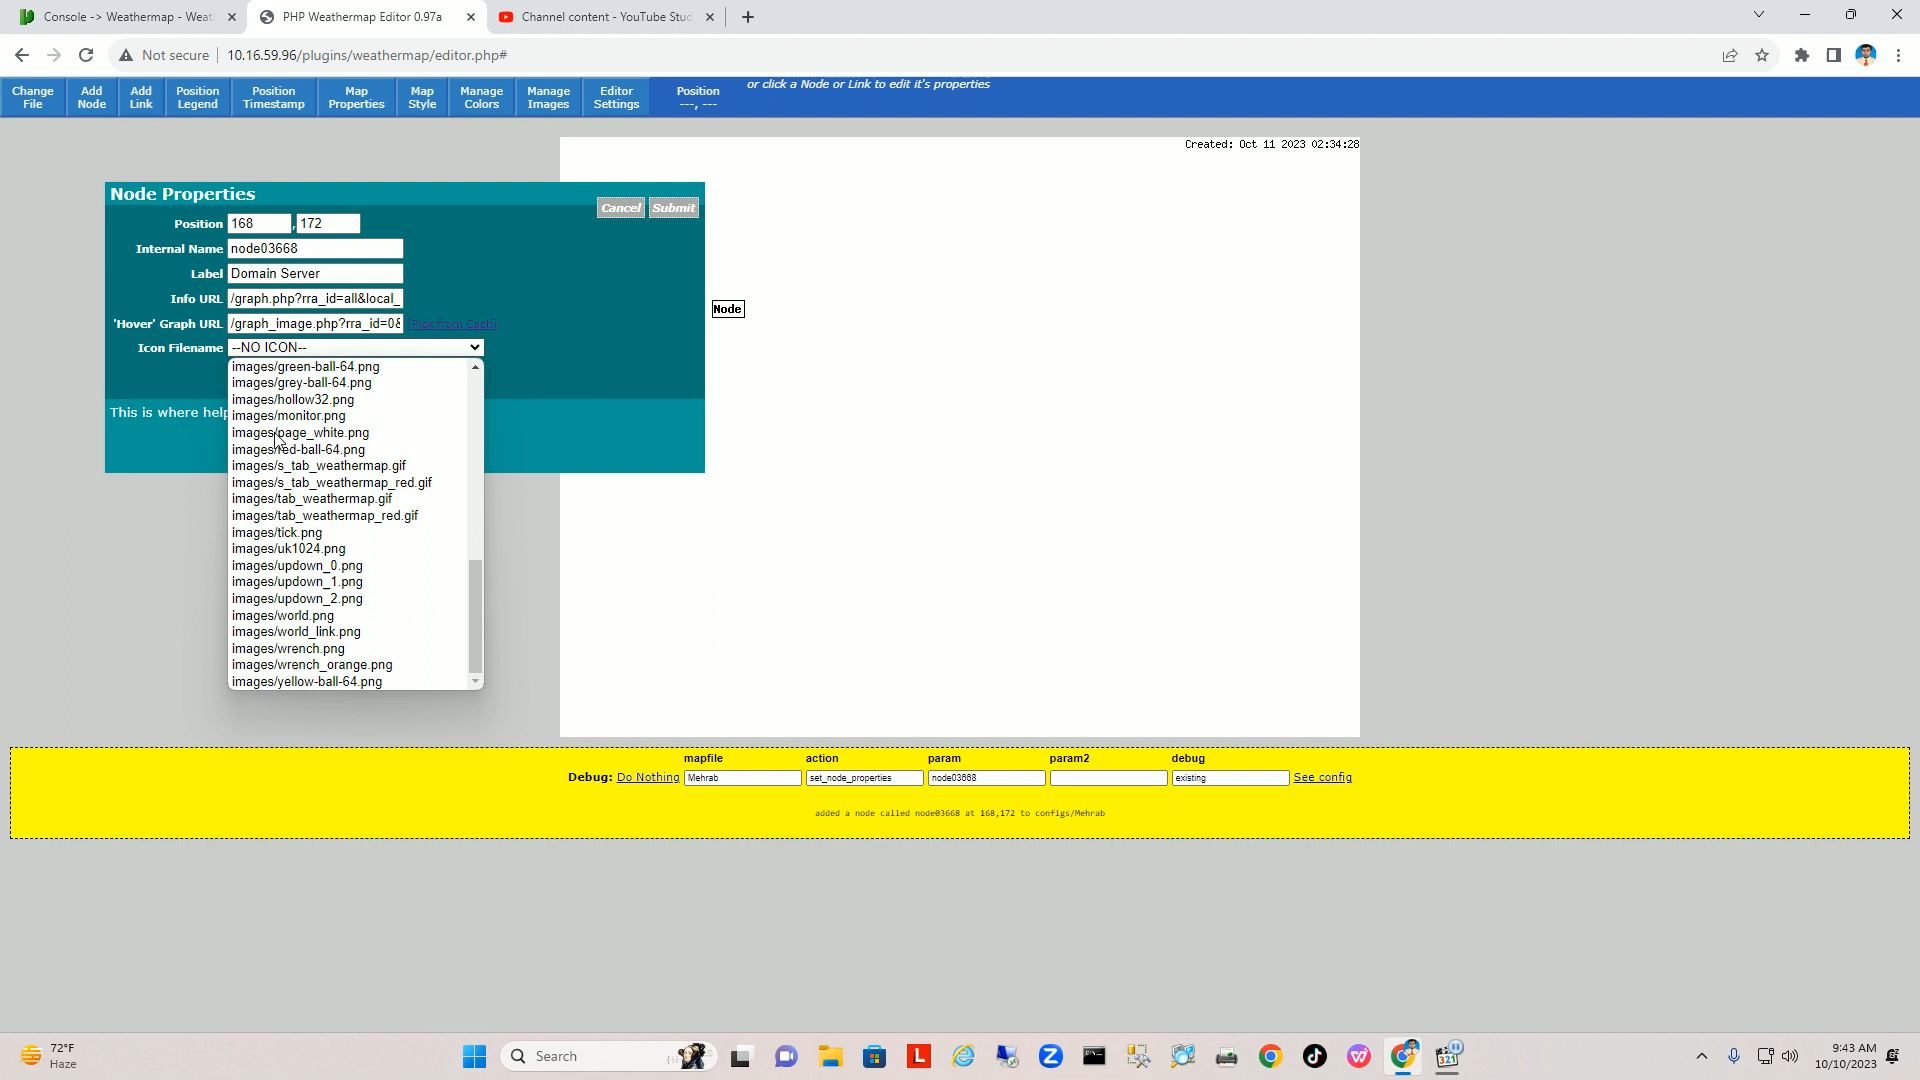 Console -> Weathermap - Weat
PHP Weathermap Editor 0.97a
Channel content - YouTube Stud
Not secure
10.16.59.96/plugins/weathermap/editor.php#
Change File
Add Node
Add Link
Position Legend
Position Timestamp
Map Properties
Map Style
Manage Colors
Manage Images
Editor Settings
Position ---, ---
or click a Node or Link to edit it's properties
Created: Oct 11 2023 02:34:28
Node Properties
Cancel Submit
Position 168 , 172
Internal Name node03668
Label Domain Server
Info URL /graph.php?rra_id=all&local_
'Hover' Graph URL /graph_image.php?rra_id=0& [Pick from Cacti]
Icon Filename --NO ICON--
Node
images/green-ball-64.png
images/grey-ball-64.png
images/hollow32.png
This is where help
images/monitor.png
images/page_white.png
images/red-ball-64.png
images/s_tab_weathermap.gif
images/s_tab_weathermap_red.gif
images/tab_weathermap.gif
images/tab_weathermap_red.gif
images/tick.png
images/uk1024.png
images/updown_0.png
images/updown_1.png
images/updown_2.png
images/world.png
images/world_link.png
images/wrench.png
images/wrench_orange.png
images/yellow-ball-64.png
mapfile action param param2 debug
Debug: Do Nothing Mehrab set_node_properties node03668 existing See config
added a node called node03668 at 168,172 to configs/Mehrab
72°F
Haze
Search
L
321
9:43 AM
10/10/2023